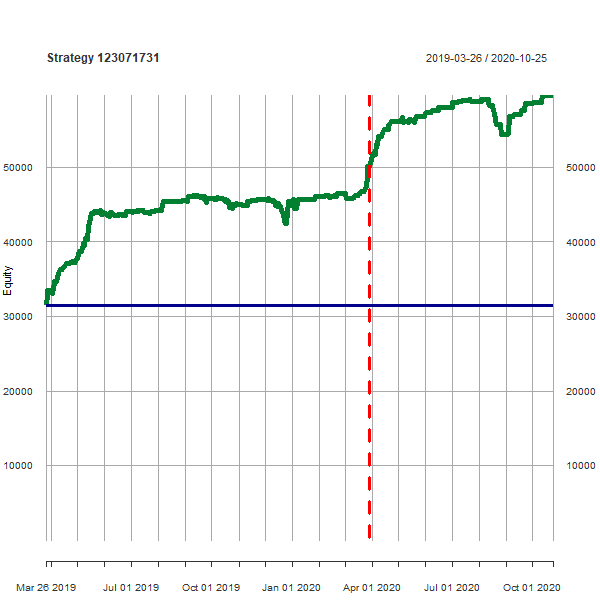 Strategy 123071731
2019-03-26 / 2020-10-25
Equity
50000
50000
40000
40000
30000
30000
20000
20000
10000
10000
Mar 26 2019
Jul 01 2019
Oct 01 2019
Jan 01 2020
Apr 01 2020
Jul 01 2020
Oct 01 2020